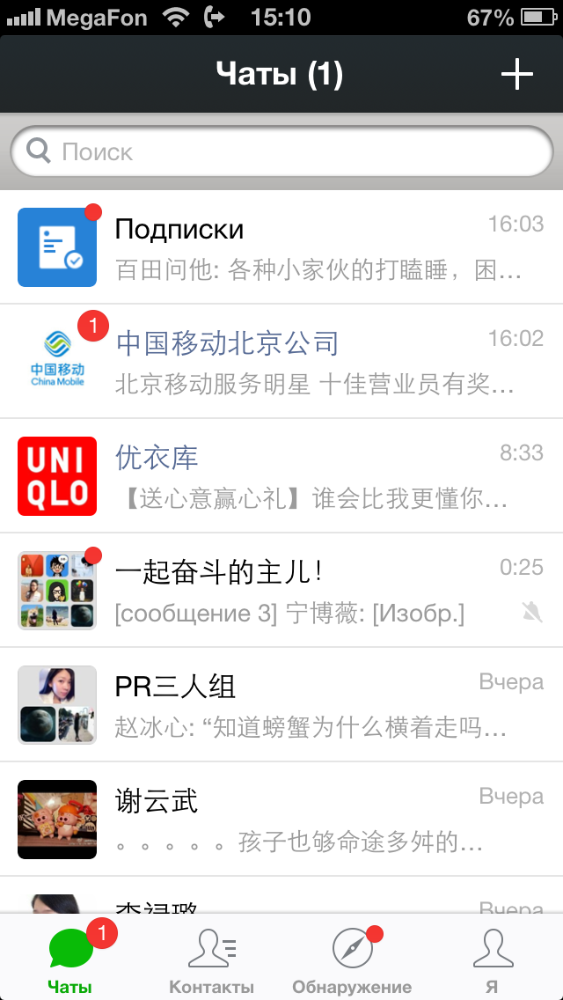 MegaFon 15:10 67%
Чаты (1)
Поиск
Подписки 16:03
百田问他: 各种小家伙的打瞌睡，困…
1
中国移动
China Mobile
中国移动北京公司 16:02
北京移动服务明星 十佳营业员有奖…
UNI
QLO
优衣库 8:33
【送心意赢心礼】谁会比我更懂你…
一起奋斗的主儿！ 0:25
[сообщение 3] 宁博薇: [Изобр.]
PR三人组 Вчера
赵冰心: “知道螃蟹为什么横着走吗…
谢云武 Вчера
。。。。。孩子也够命途多舛的…
李禄璐 Вчера
1
Чаты Контакты Обнаружение Я